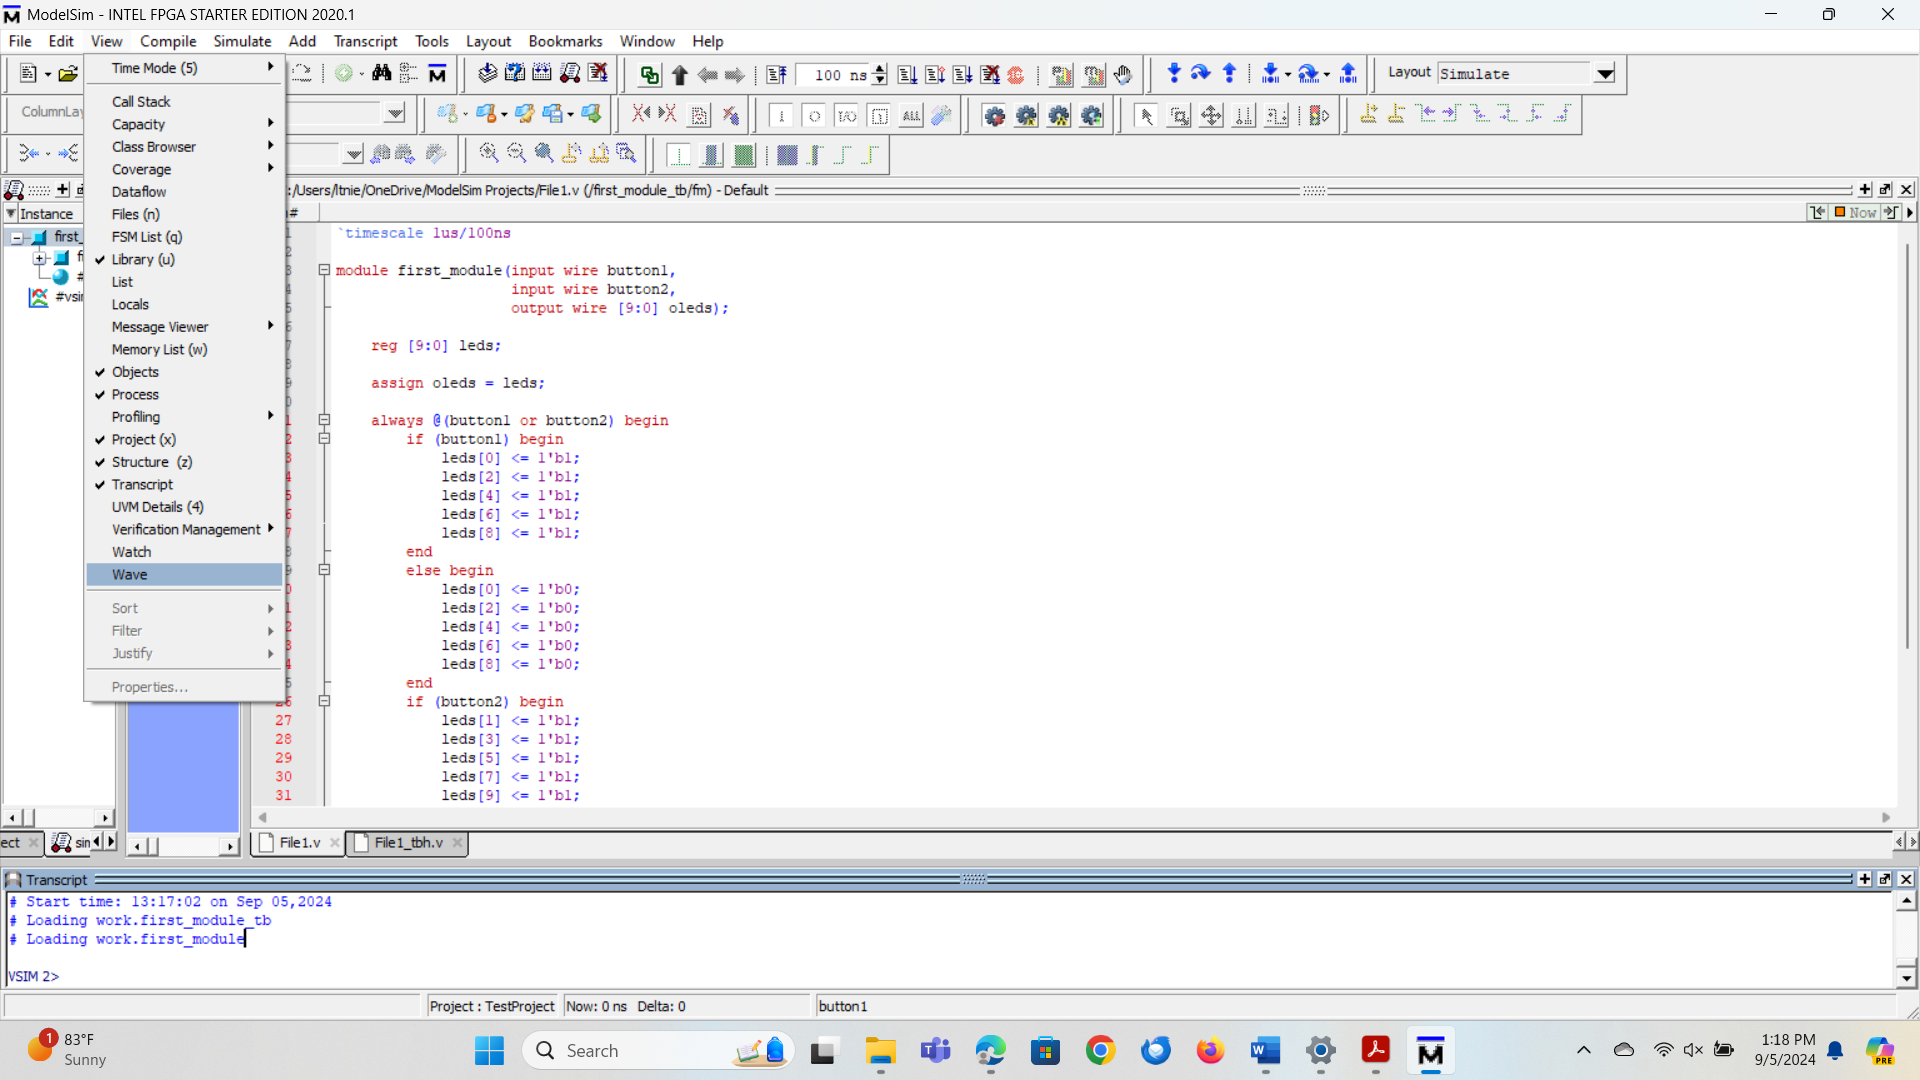 ModelSim - INTEL FPGA STARTER EDITION 2020.1
File Edit View Compile Simulate Add Transcript Tools Layout Bookmarks Window Help
Time Mode (5)
100 ns
Layout Simulate
Call Stack
ColumnLay
ALL
Capacity
Class Browser
Coverage
Dataflow
Files (n)
FSM List (q)
Library (u)
List
Locals
Message Viewer
Memory List (w)
Objects
Process
Profiling
Project (x)
Structure (z)
Transcript
UVM Details (4)
Verification Management
Watch
Wave
Sort
Filter
Justify
Properties...
Instance
first_
#vsi
:/Users/ltnie/OneDrive/ModelSim Projects/File1.v (/first_module_tb/fm) - Default
Now
`timescale 1us/100ns
module first_module(input wire button1,
input wire button2,
output wire [9:0] oleds);
reg [9:0] leds;
assign oleds = leds;
always @(button1 or button2) begin
if (button1) begin
leds[0] <= 1'b1;
leds[2] <= 1'b1;
leds[4] <= 1'b1;
leds[6] <= 1'b1;
leds[8] <= 1'b1;
end
else begin
leds[0] <= 1'b0;
leds[2] <= 1'b0;
leds[4] <= 1'b0;
leds[6] <= 1'b0;
leds[8] <= 1'b0;
end
if (button2) begin
27 leds[1] <= 1'b1;
28 leds[3] <= 1'b1;
29 leds[5] <= 1'b1;
30 leds[7] <= 1'b1;
31 leds[9] <= 1'b1;
ect sim
File1.v File1_tbh.v
Transcript
# Start time: 13:17:02 on Sep 05,2024
# Loading work.first_module_tb
# Loading work.first_module
VSIM 2>
Project : TestProject Now: 0 ns Delta: 0 button1
1 83°F
Sunny
Search
1:18 PM
9/5/2024
PRE